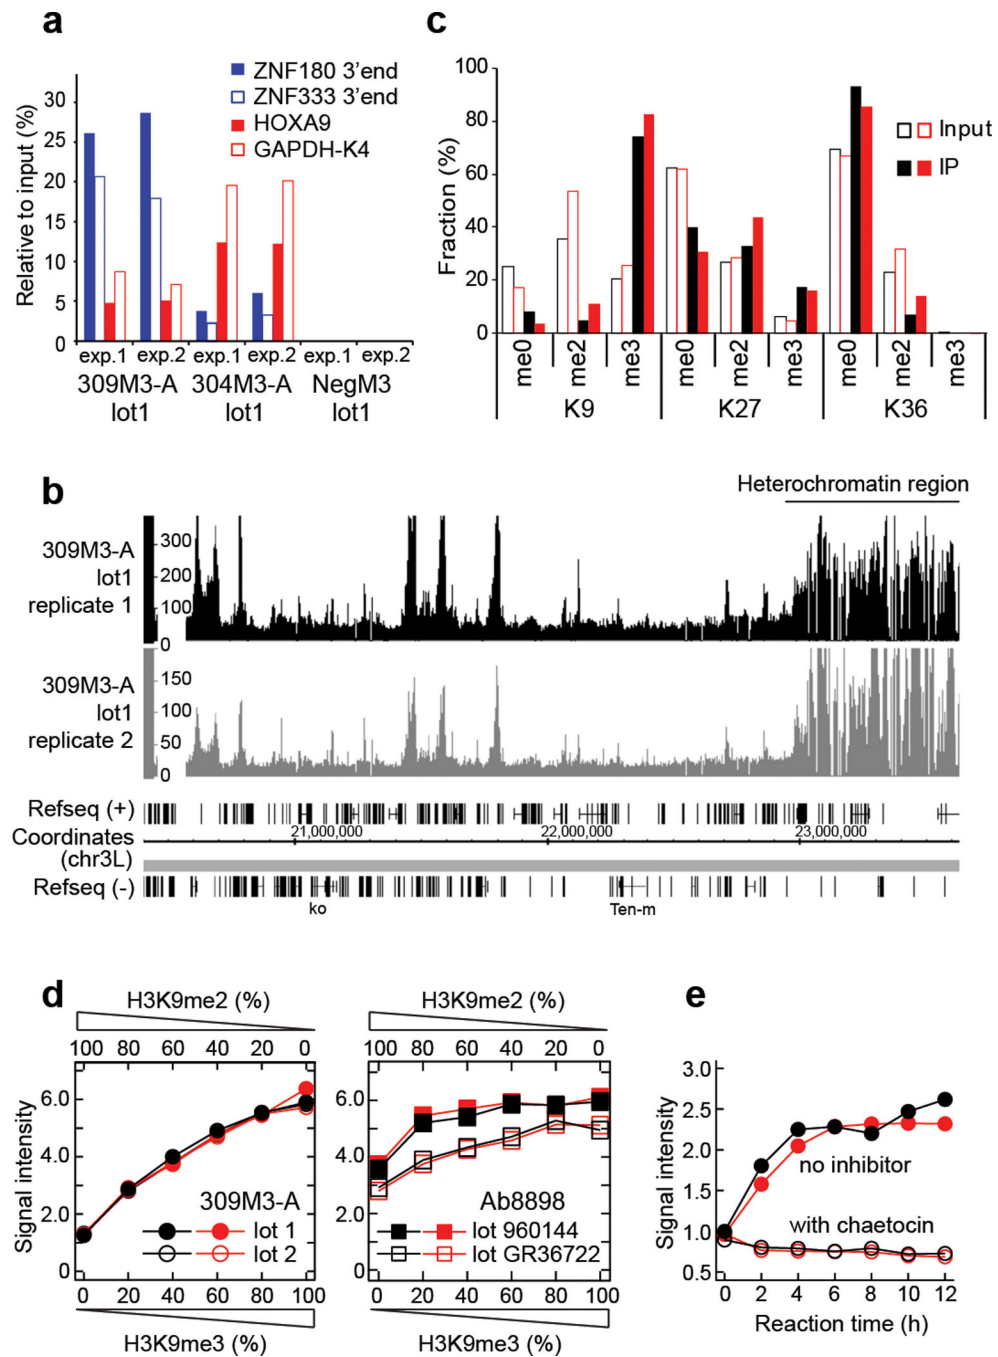 a
Relative to input (%)
30
25
20
15
10
5
0
ZNF180 3’end
ZNF333 3’end
HOXA9
GAPDH-K4
exp.1 exp.2 exp.1 exp.2 exp.1 exp.2
309M3-A 304M3-A NegM3
lot1 lot1 lot1
c
Fraction (%)
100
80
60
40
20
0
Input
IP
me0 me2 me3 me0 me2 me3 me0 me2 me3
K9 K27 K36
b
Heterochromatin region
309M3-A
lot1
replicate 1
300
200
100
0
309M3-A
lot1
replicate 2
150
100
50
0
Refseq (+)
Coordinates
(chr3L)
21,000,000 22,000,000 23,000,000
Refseq (-)
ko Ten-m
d
H3K9me2 (%)
100 80 60 40 20 0
Signal intensity
6.0
4.0
2.0
0
309M3-A
lot 1
lot 2
0 20 40 60 80 100
H3K9me3 (%)
H3K9me2 (%)
100 80 60 40 20 0
6.0
4.0
2.0
0
Ab8898
lot 960144
lot GR36722
0 20 40 60 80 100
H3K9me3 (%)
e
Signal intensity
3.0
2.5
2.0
1.5
1.0
0.5
no inhibitor
with chaetocin
0 2 4 6 8 10 12
Reaction time (h)